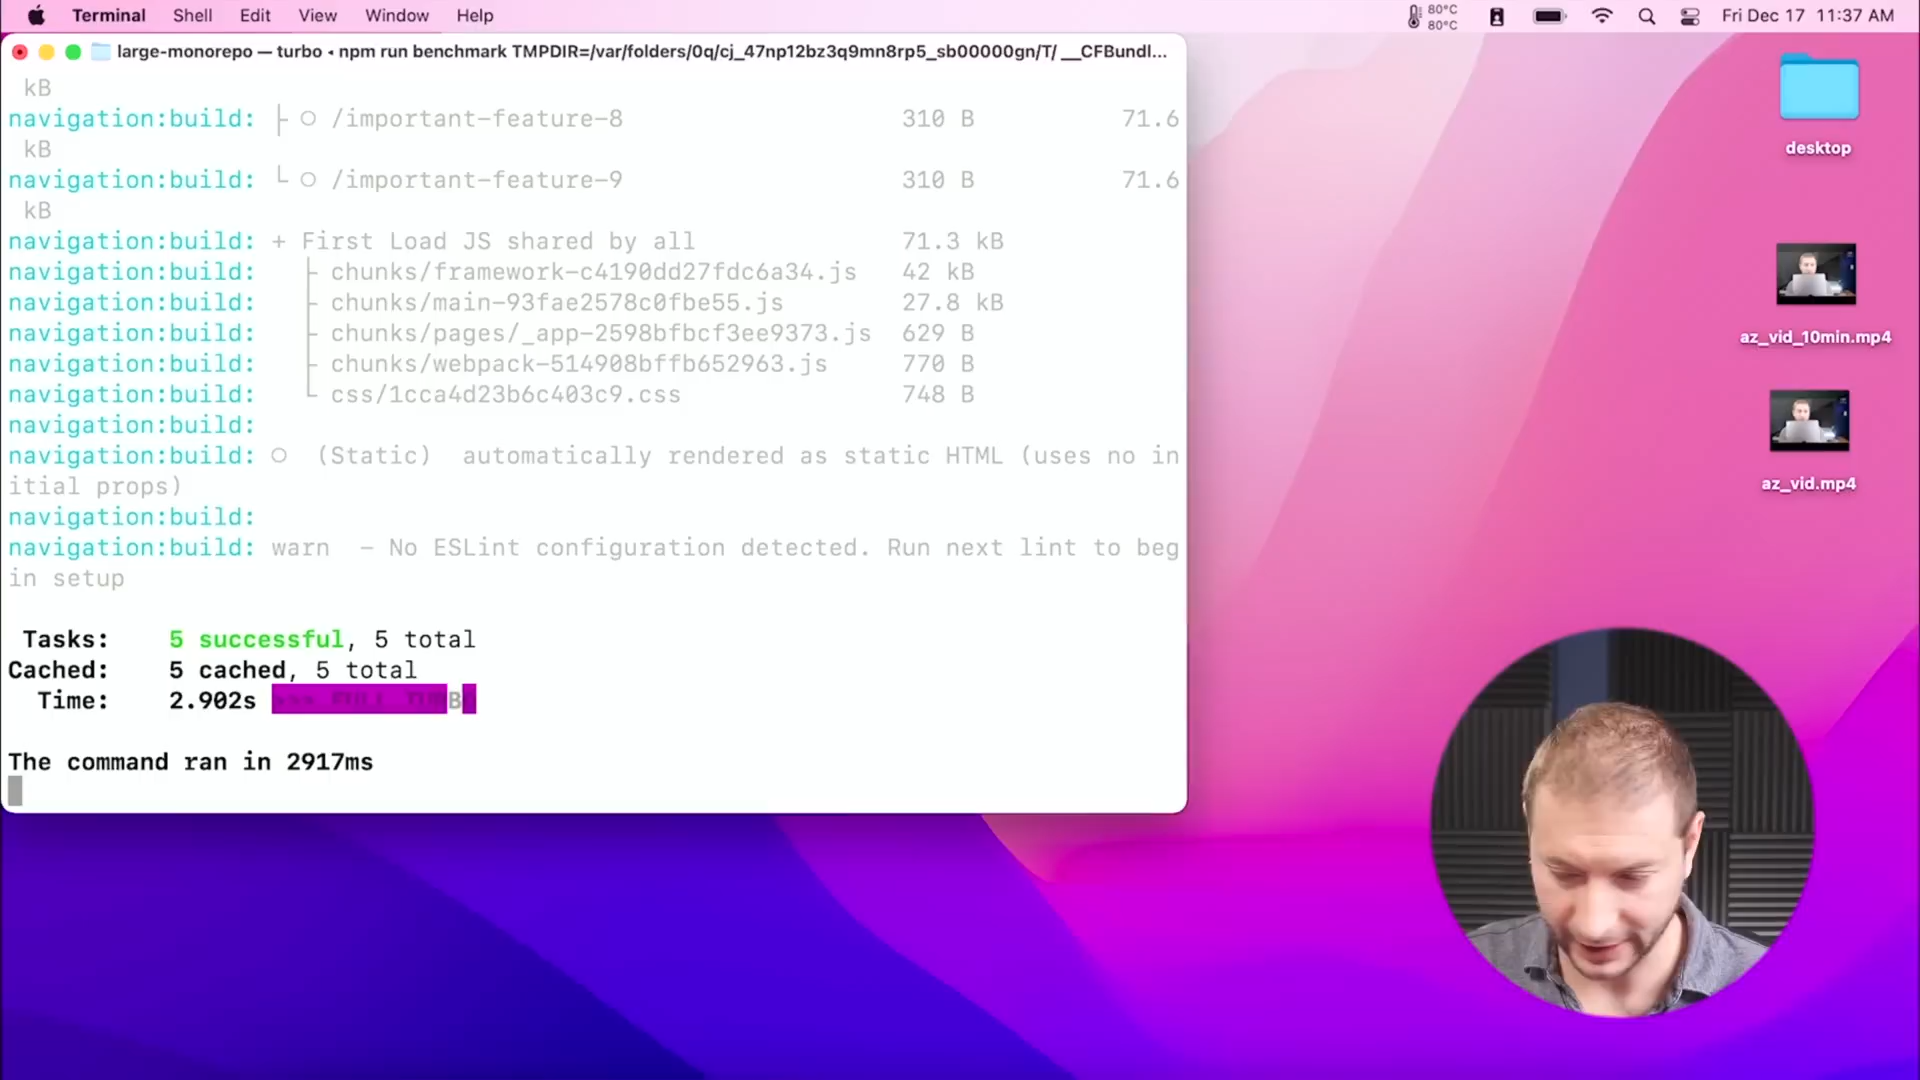 Terminal Shell Edit View Window Help
80°C
80°C
Fri Dec 17 11:37 AM
large-monorepo — turbo ◂ npm run benchmark TMPDIR=/var/folders/0q/cj_47np12bz3q9mn8rp5_sb00000gn/T/ __CFBundl...
kB
navigation:build: ├ ○ /important-feature-8 310 B 71.6
kB
navigation:build: └ ○ /important-feature-9 310 B 71.6
kB
navigation:build: + First Load JS shared by all 71.3 kB
navigation:build: ├ chunks/framework-c4190dd27fdc6a34.js 42 kB
navigation:build: ├ chunks/main-93fae2578c0fbe55.js 27.8 kB
navigation:build: ├ chunks/pages/_app-2598bfbcf3ee9373.js 629 B
navigation:build: ├ chunks/webpack-514908bffb652963.js 770 B
navigation:build: └ css/1cca4d23b6c403c9.css 748 B
navigation:build:
navigation:build: ○ (Static) automatically rendered as static HTML (uses no in
itial props)
navigation:build:
navigation:build: warn – No ESLint configuration detected. Run next lint to beg
in setup
Tasks: 5 successful, 5 total
Cached: 5 cached, 5 total
Time: 2.902s >>> FULL TURBO
The command ran in 2917ms
desktop
az_vid_10min.mp4
az_vid.mp4